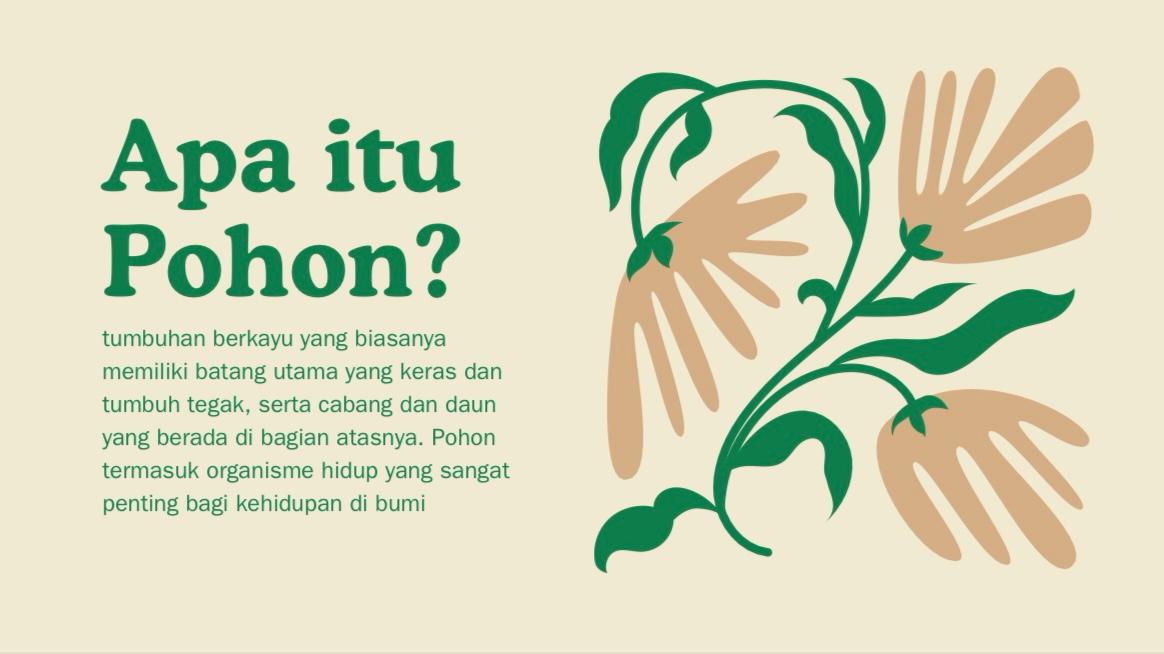 Apa itu
Pohon?
tumbuhan berkayu yang biasanya
memiliki batang utama yang keras dan
tumbuh tegak, serta cabang dan daun
yang berada di bagian atasnya. Pohon
termasuk organisme hidup yang sangat
penting bagi kehidupan di bumi